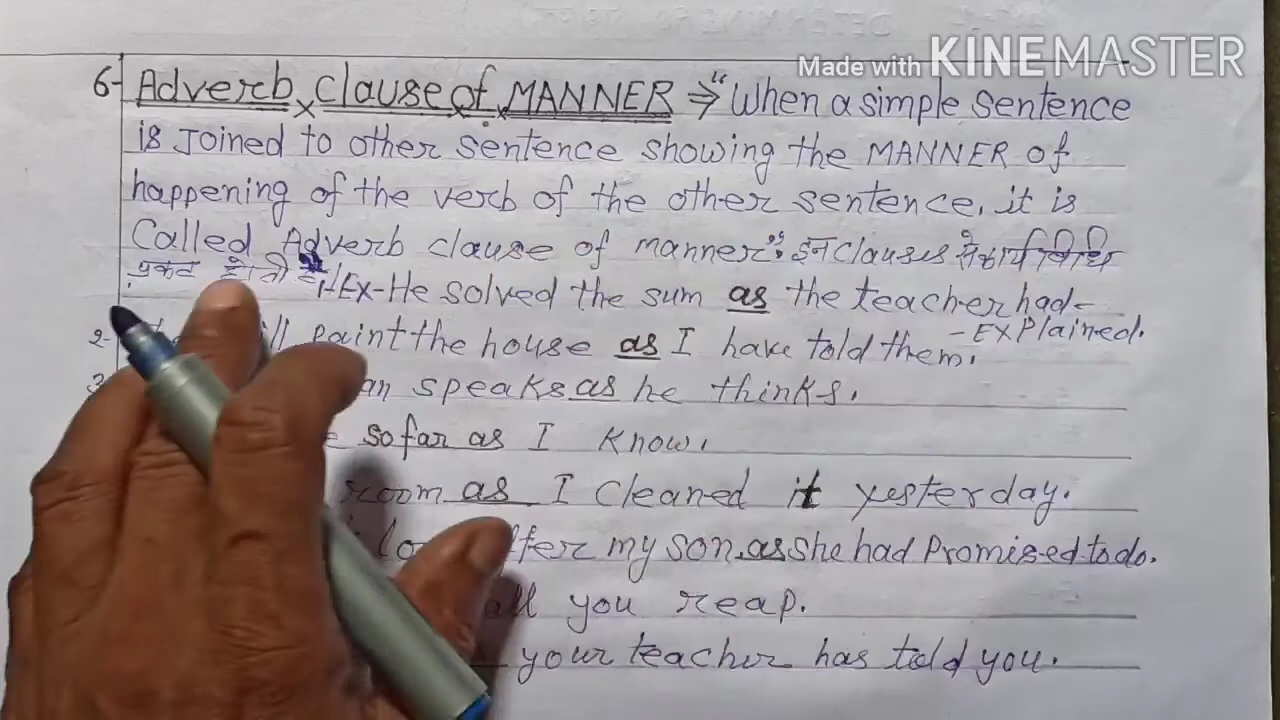 Made with KINEMASTER
6- Adverb clause of MANNER ⇒ "When a simple sentence
is Joined to other sentence showing the MANNER of
happening of the verb of the other sentence, it is
Called Adverb clause of manner". इन Clauses से कार्य विधि
प्रकट होती है
1- Ex- He solved the sum as the teacher had-
-EXPlained.
2- ill paint the house as I have told them.
3 an speaks as he thinks.
so far as I know.
room as I cleaned it yesterday.
my son as she had Promised to do.
you reap.
your teacher has told you.